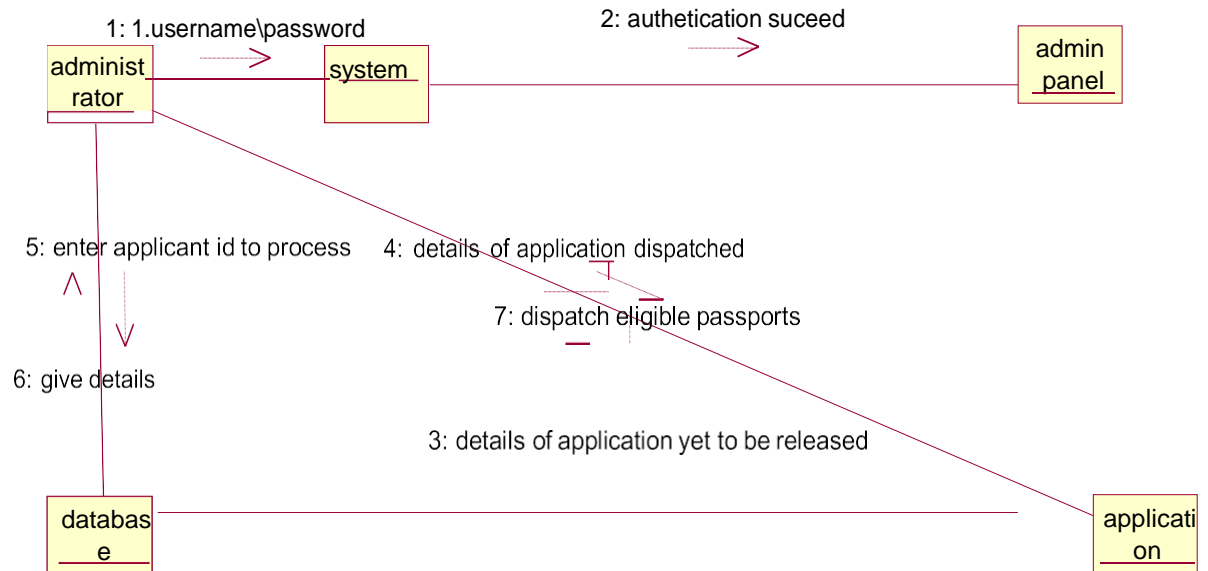 1: 1.username\password
2: authetication suceed
administ
rator
system
admin
panel
5: enter applicant id to process
4: details of application dispatched
7: dispatch eligible passports
6: give details
3: details of application yet to be released
databas
e
applicati
on